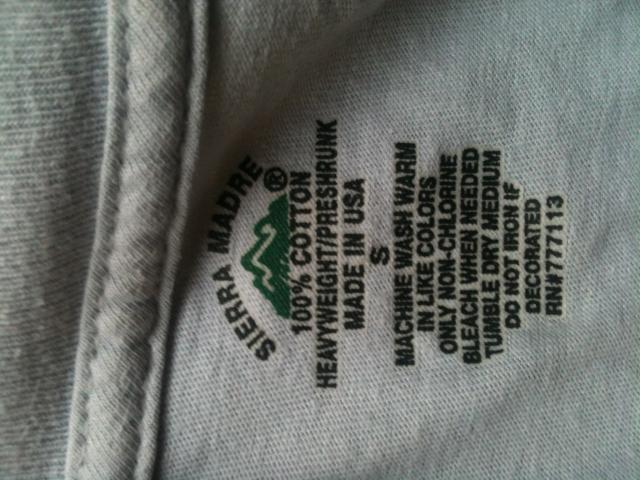 SIERRA MADRE ®
100% COTTON
HEAVYWEIGHT/PRESHRUNK
MADE IN USA
S
MACHINE WASH WARM
IN LIKE COLORS
ONLY NON-CHLORINE
BLEACH WHEN NEEDED
TUMBLE DRY MEDIUM
DO NOT IRON IF
DECORATED
RN#777113